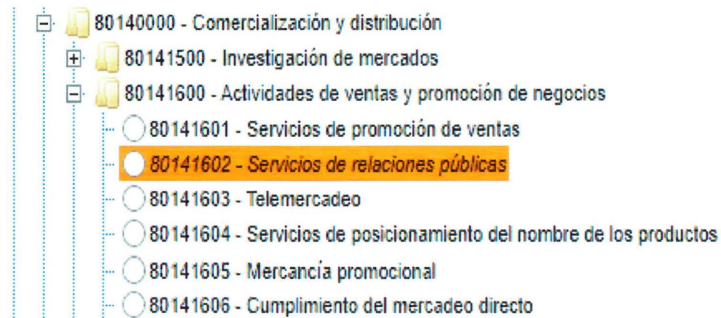 80140000 - Comercialización y distribución
80141500 - Investigación de mercados
80141600 - Actividades de ventas y promoción de negocios
80141601 - Servicios de promoción de ventas
80141602 - Servicios de relaciones públicas
80141603 - Telemercadeo
80141604 - Servicios de posicionamiento del nombre de los productos
80141605 - Mercancía promocional
80141606 - Cumplimiento del mercadeo directo